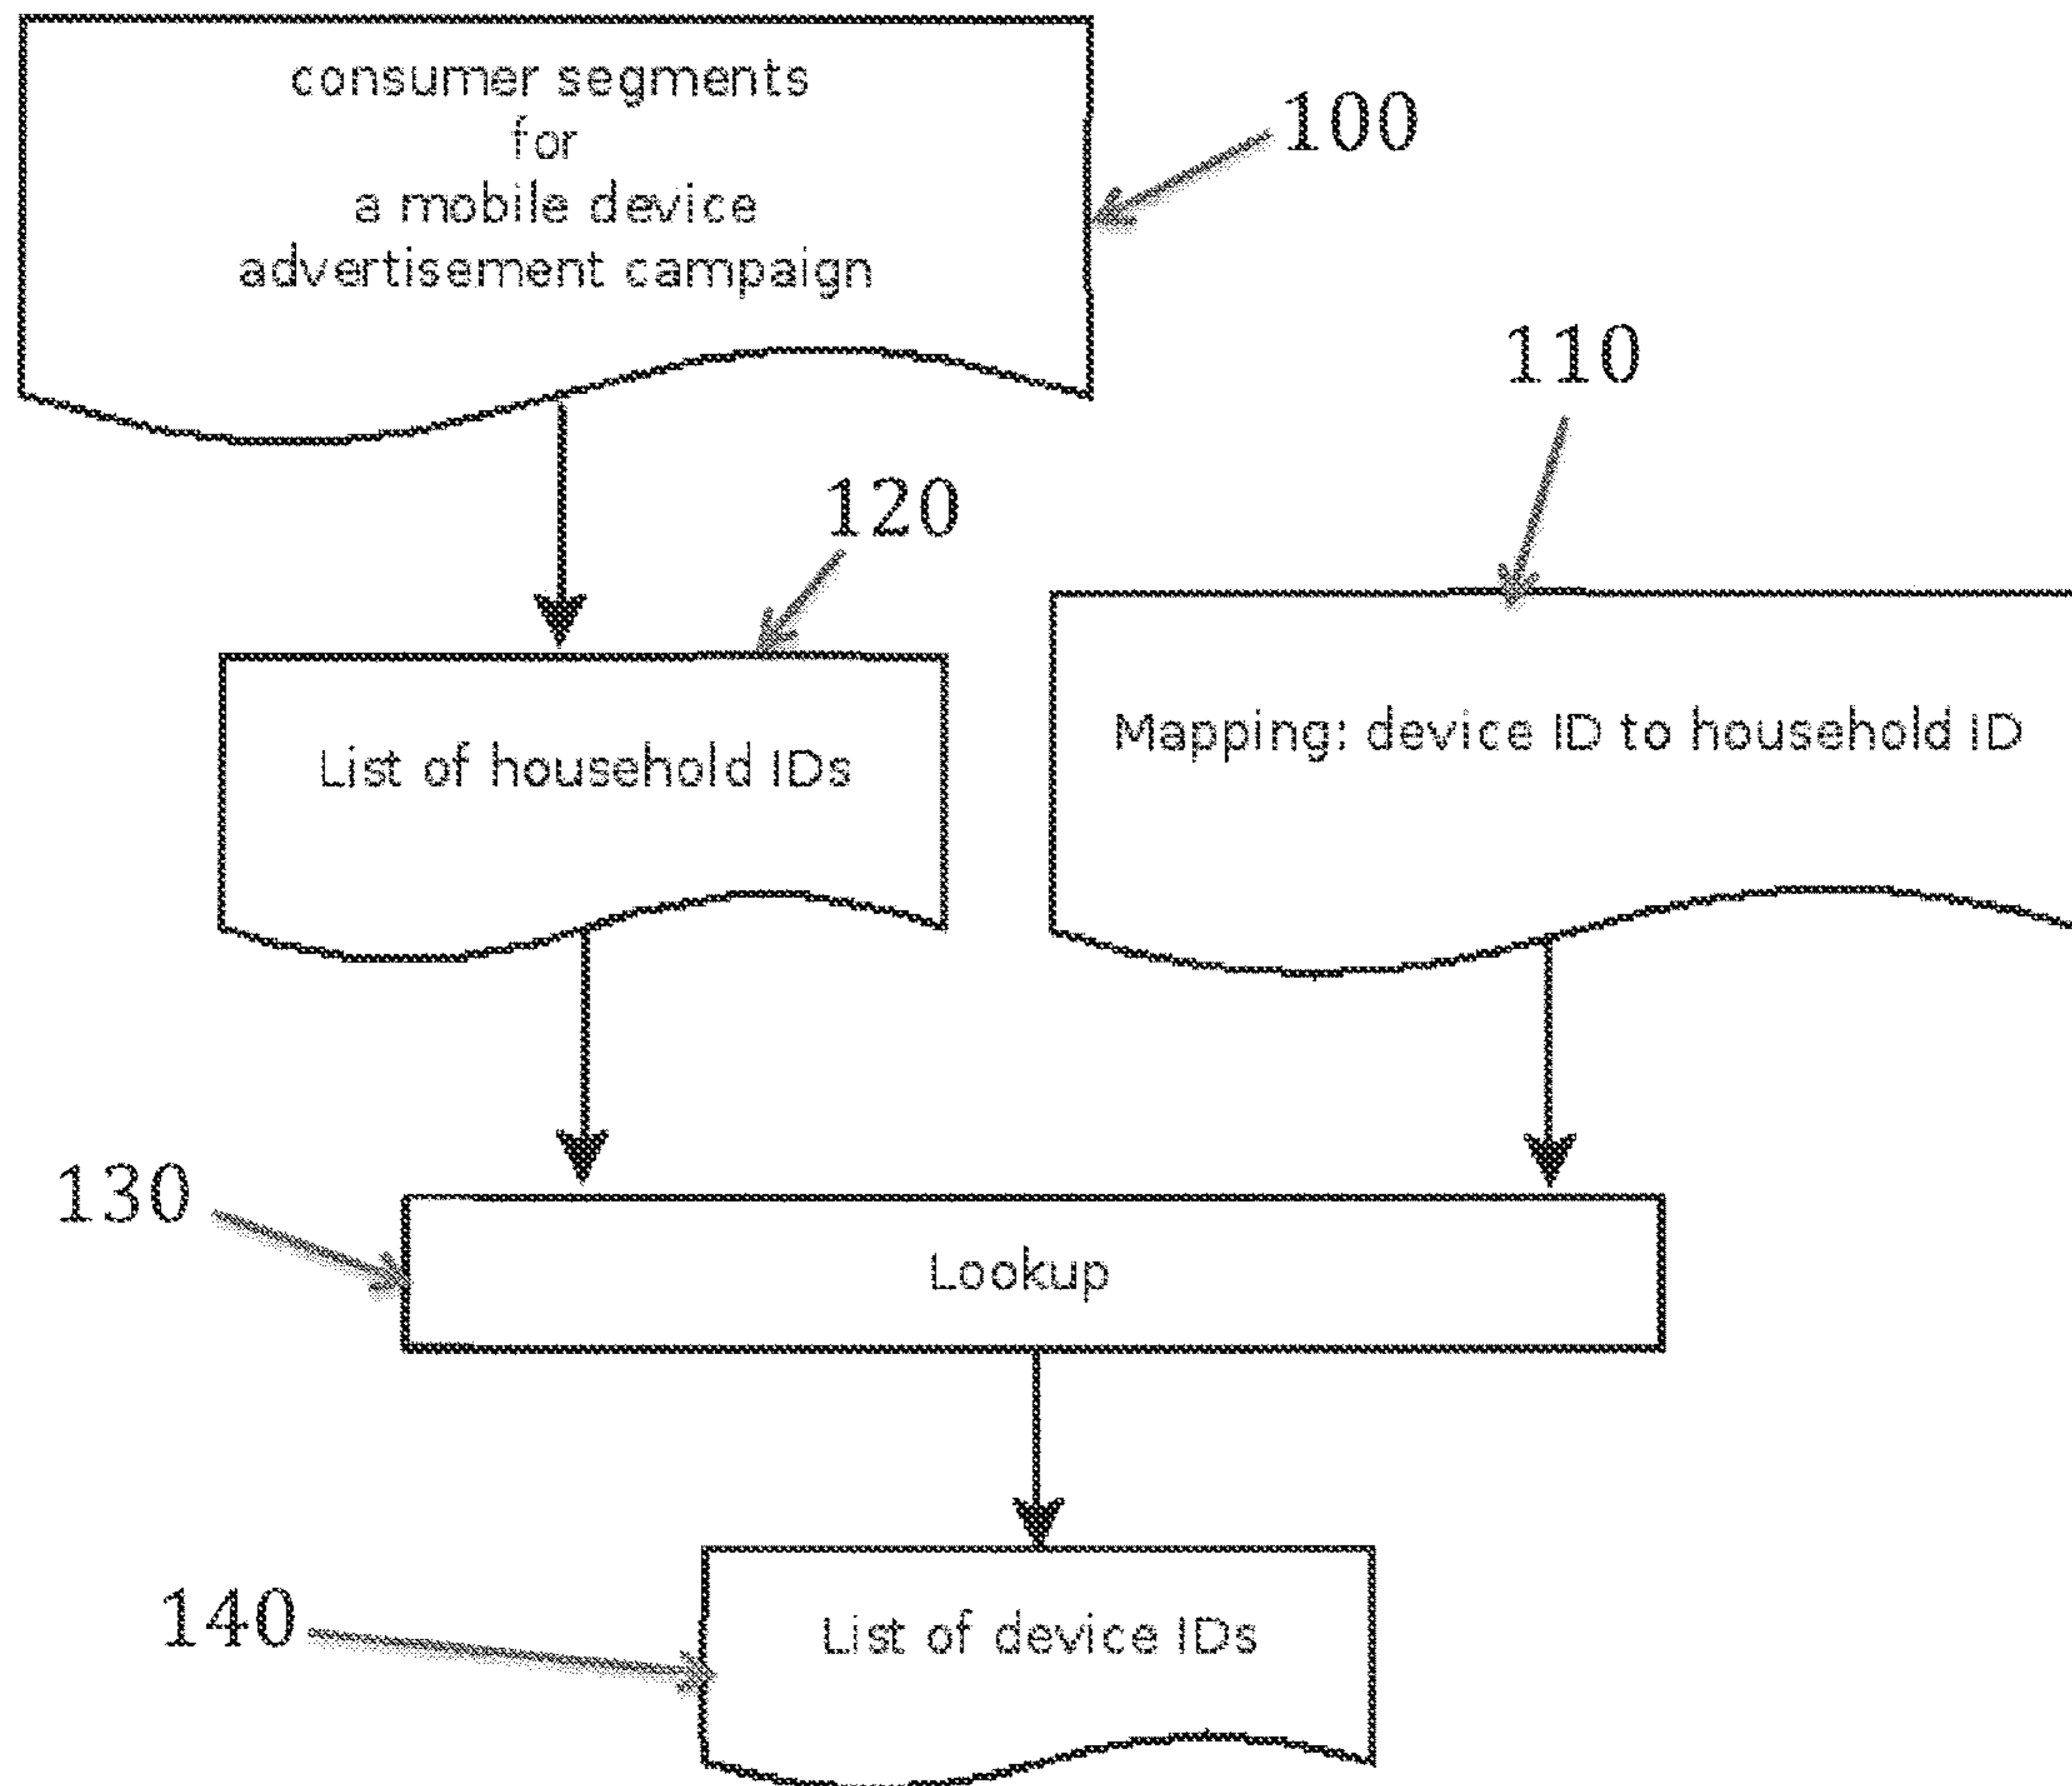 consumer segments
for
a mobile device
advertisement campaign
100
110
120
List of household IDs
Mapping: device ID to household ID
130
Lookup
140
List of device IDs